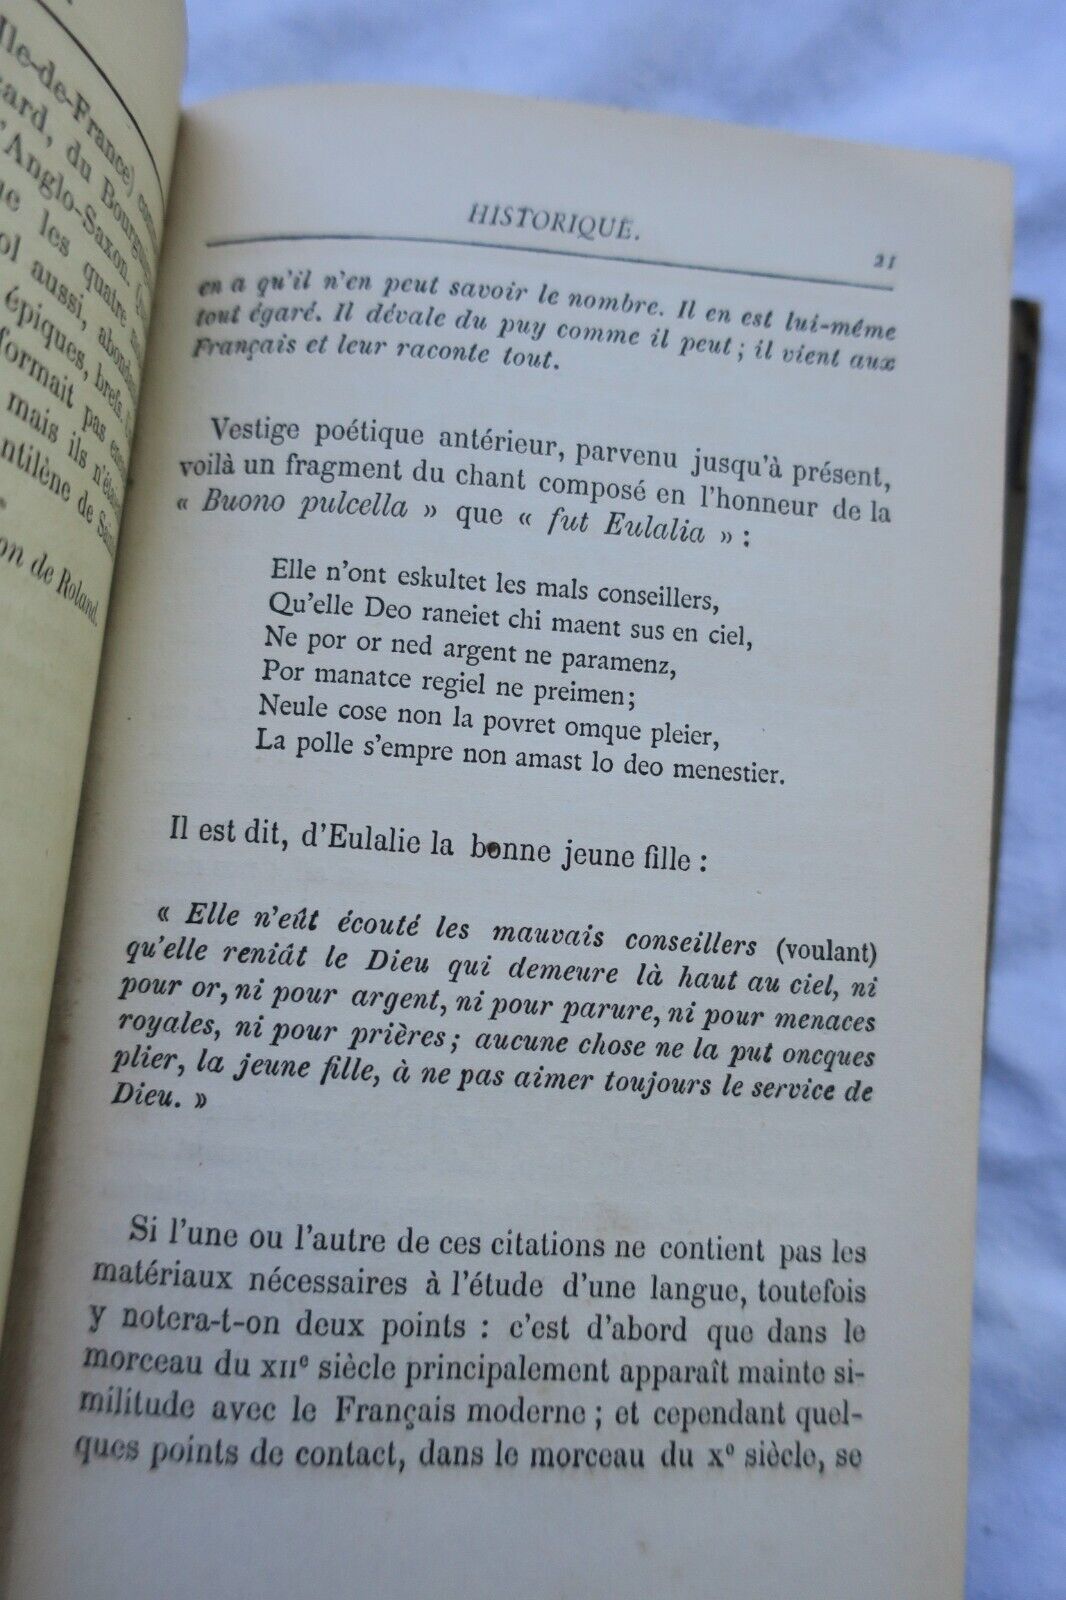 Ile-de-France)
du
l'Anglo-Saxon.
les quatre
aussi,
épiques, brefs.
formait pas
mais ils
de
on de Roland.
HISTORIQUE.
21
en a qu'il n'en peut savoir le nombre. Il en est lui-même
tout égaré. Il dévale du puy comme il peut ; il vient aux
Français et leur raconte tout.
Vestige poétique antérieur, parvenu jusqu'à présent,
voilà un fragment du chant composé en l'honneur de la
« Buono pulcella » que « fut Eulalia » :
Elle n'ont eskultet les mals conseillers,
Qu'elle Deo raneiet chi maent sus en ciel,
Ne por or ned argent ne paramenz,
Por manatce regiel ne preimen;
Neule cose non la povret omque pleier,
La polle s'empre non amast lo deo menestier.
Il est dit, d'Eulalie la bonne jeune fille :
« Elle n'eût écouté les mauvais conseillers (voulant)
qu'elle reniât le Dieu qui demeure là haut au ciel, ni
pour or, ni pour argent, ni pour parure, ni pour menaces
royales, ni pour prières ; aucune chose ne la put oncques
plier, la jeune fille, à ne pas aimer toujours le service de
Dieu. »
Si l'une ou l'autre de ces citations ne contient pas les
matériaux nécessaires à l'étude d'une langue, toutefois
y notera-t-on deux points : c'est d'abord que dans le
morceau du XIIe siècle principalement apparaît mainte si-
militude avec le Français moderne ; et cependant quel-
ques points de contact, dans le morceau du Xe siècle, se